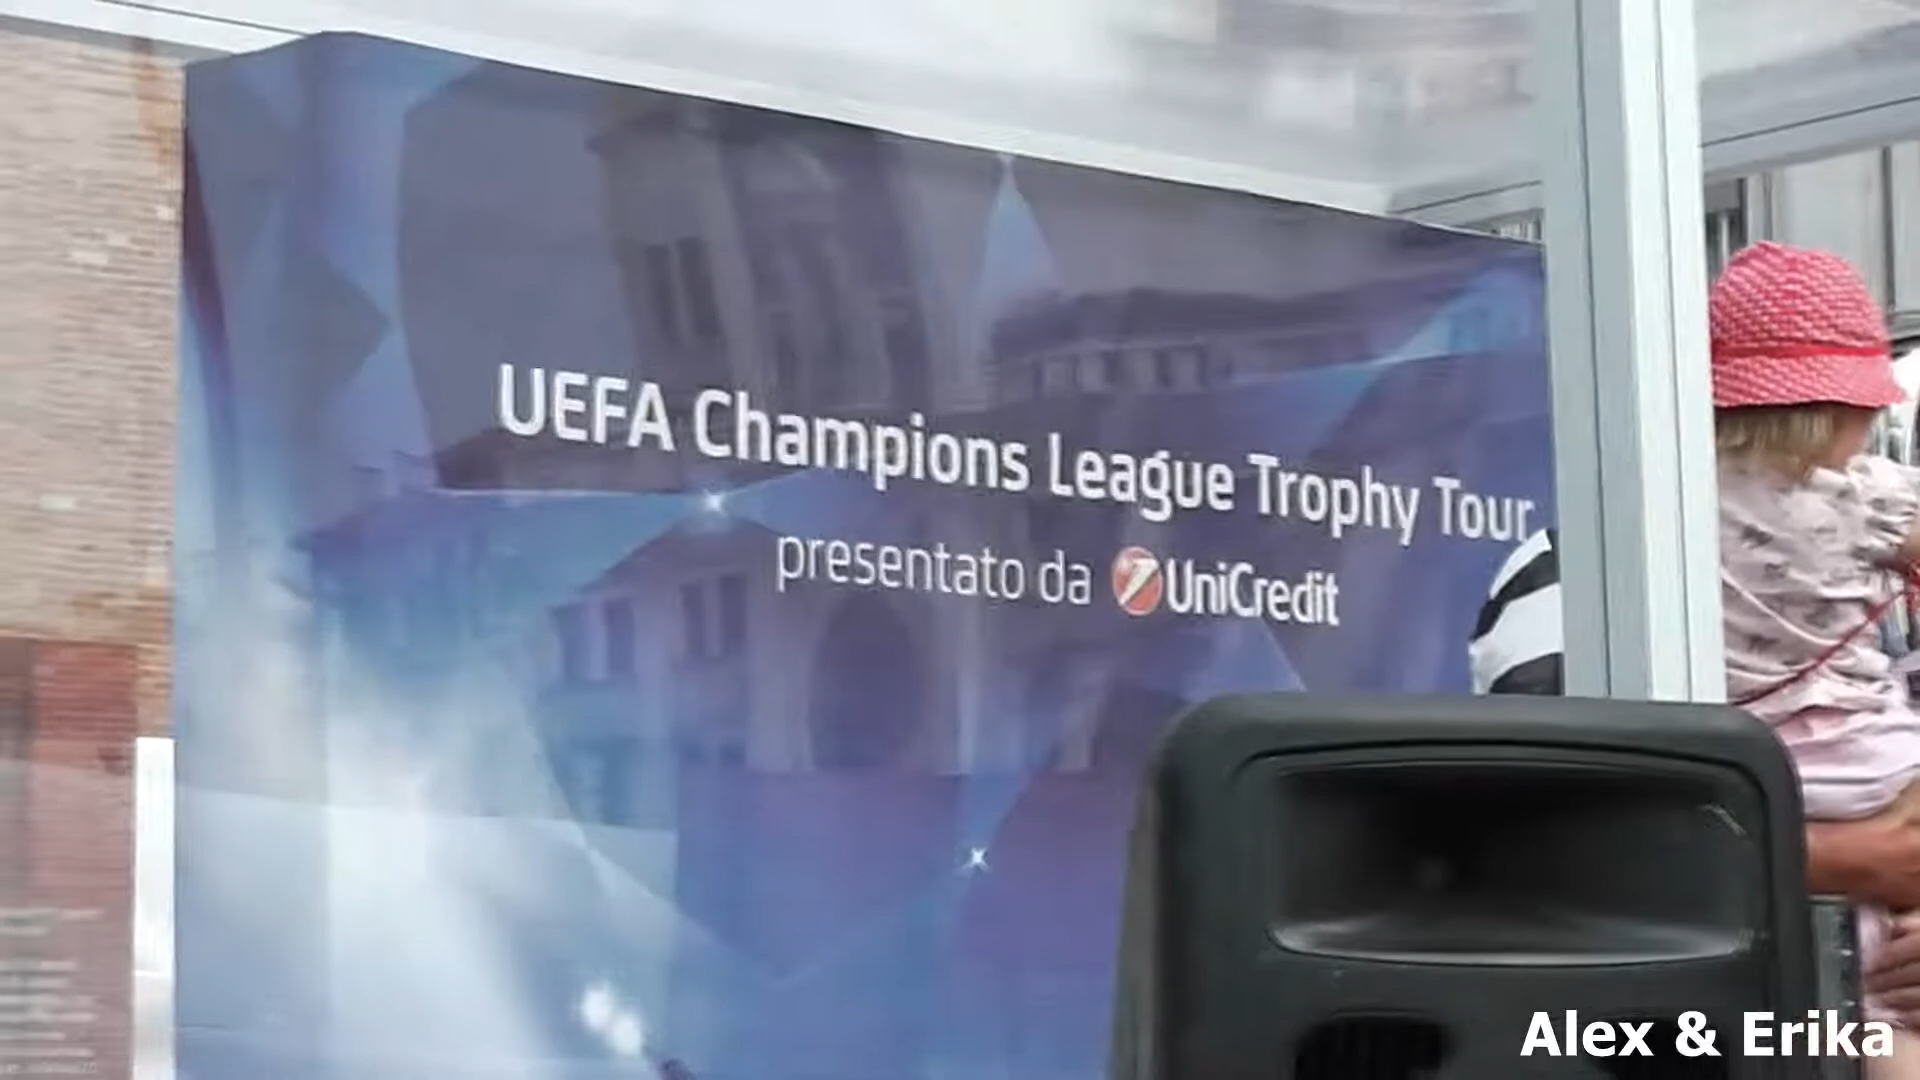 UEFA Champions League Trophy Tour
presentato da UniCredit
Alex & Erika